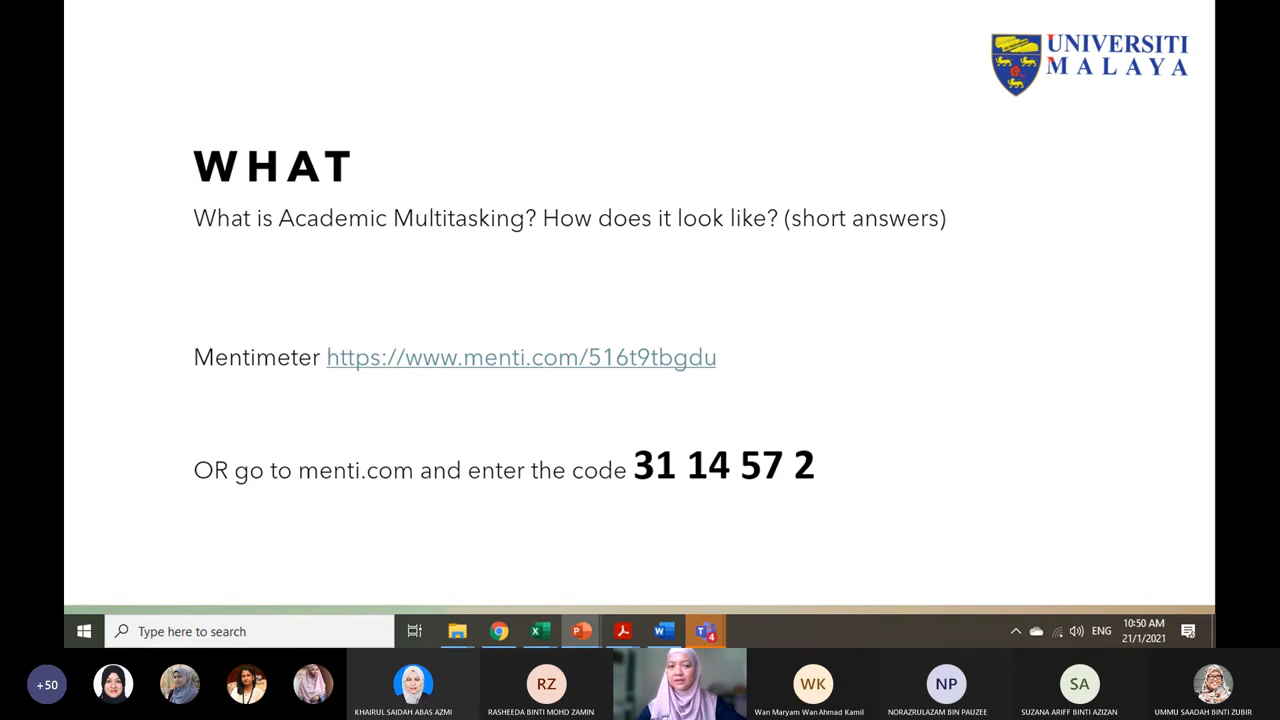 UNIVERSITI
MALAYA
WHAT
What is Academic Multitasking? How does it look like? (short answers)
Mentimeter https://www.menti.com/516t9tbgdu
OR go to menti.com and enter the code 31 14 57 2
Type here to search
4
ENG
10:50 AM
21/1/2021
+50
RZ
WK
NP
SA
KHAIRUL SAIDAH ABAS AZMI
RASHEEDA BINTI MOHD ZAMIN
Wan Maryam Wan Ahmad Kamil
NORAZRULAZAM BIN PAUZEE
SUZANA ARIFF BINTI AZIZAN
UMMU SAADAH BINTI ZUBIR